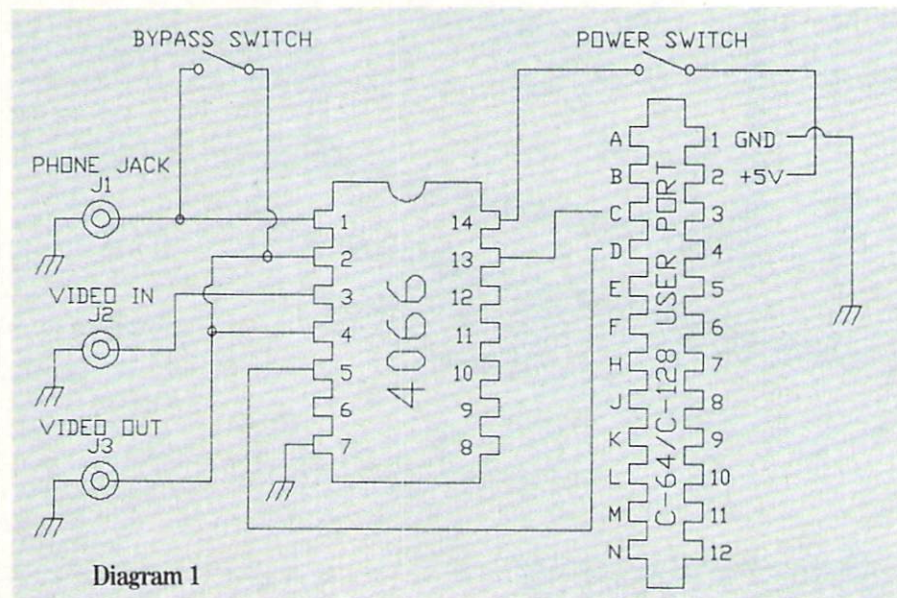 BYPASS SWITCH
POWER SWITCH
PHONE JACK
J1
VIDEO IN
J2
VIDEO OUT
J3
1
2
3
4
5
6
7
14
13
12
11
10
9
8
4066
A
B
C
D
E
F
H
J
K
L
M
N
C-64/C-128 USER PORT
1 GND
2 +5V
3
4
5
6
7
8
9
10
11
12
Diagram 1